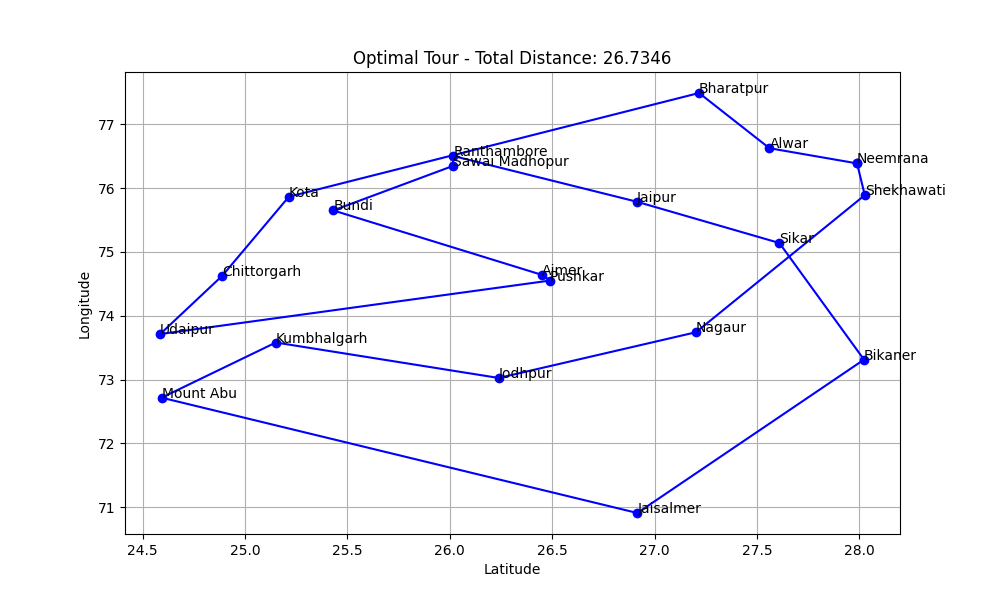 Optimal Tour - Total Distance: 26.7346
Bharatpur
77
Alwar
Ranthambore
Neemrana
Sawai Madhopur
76
Kota
Shekhawati
Bundi
Jaipur
Sikar
75
Chittorgarh
Ajmer
Pushkar
Longitude
74
Udaipur
Nagaur
Kumbhalgarh
Bikaner
73
Jodhpur
Mount Abu
72
71
Jaisalmer
24.5 25.0 25.5 26.0 26.5 27.0 27.5 28.0
Latitude